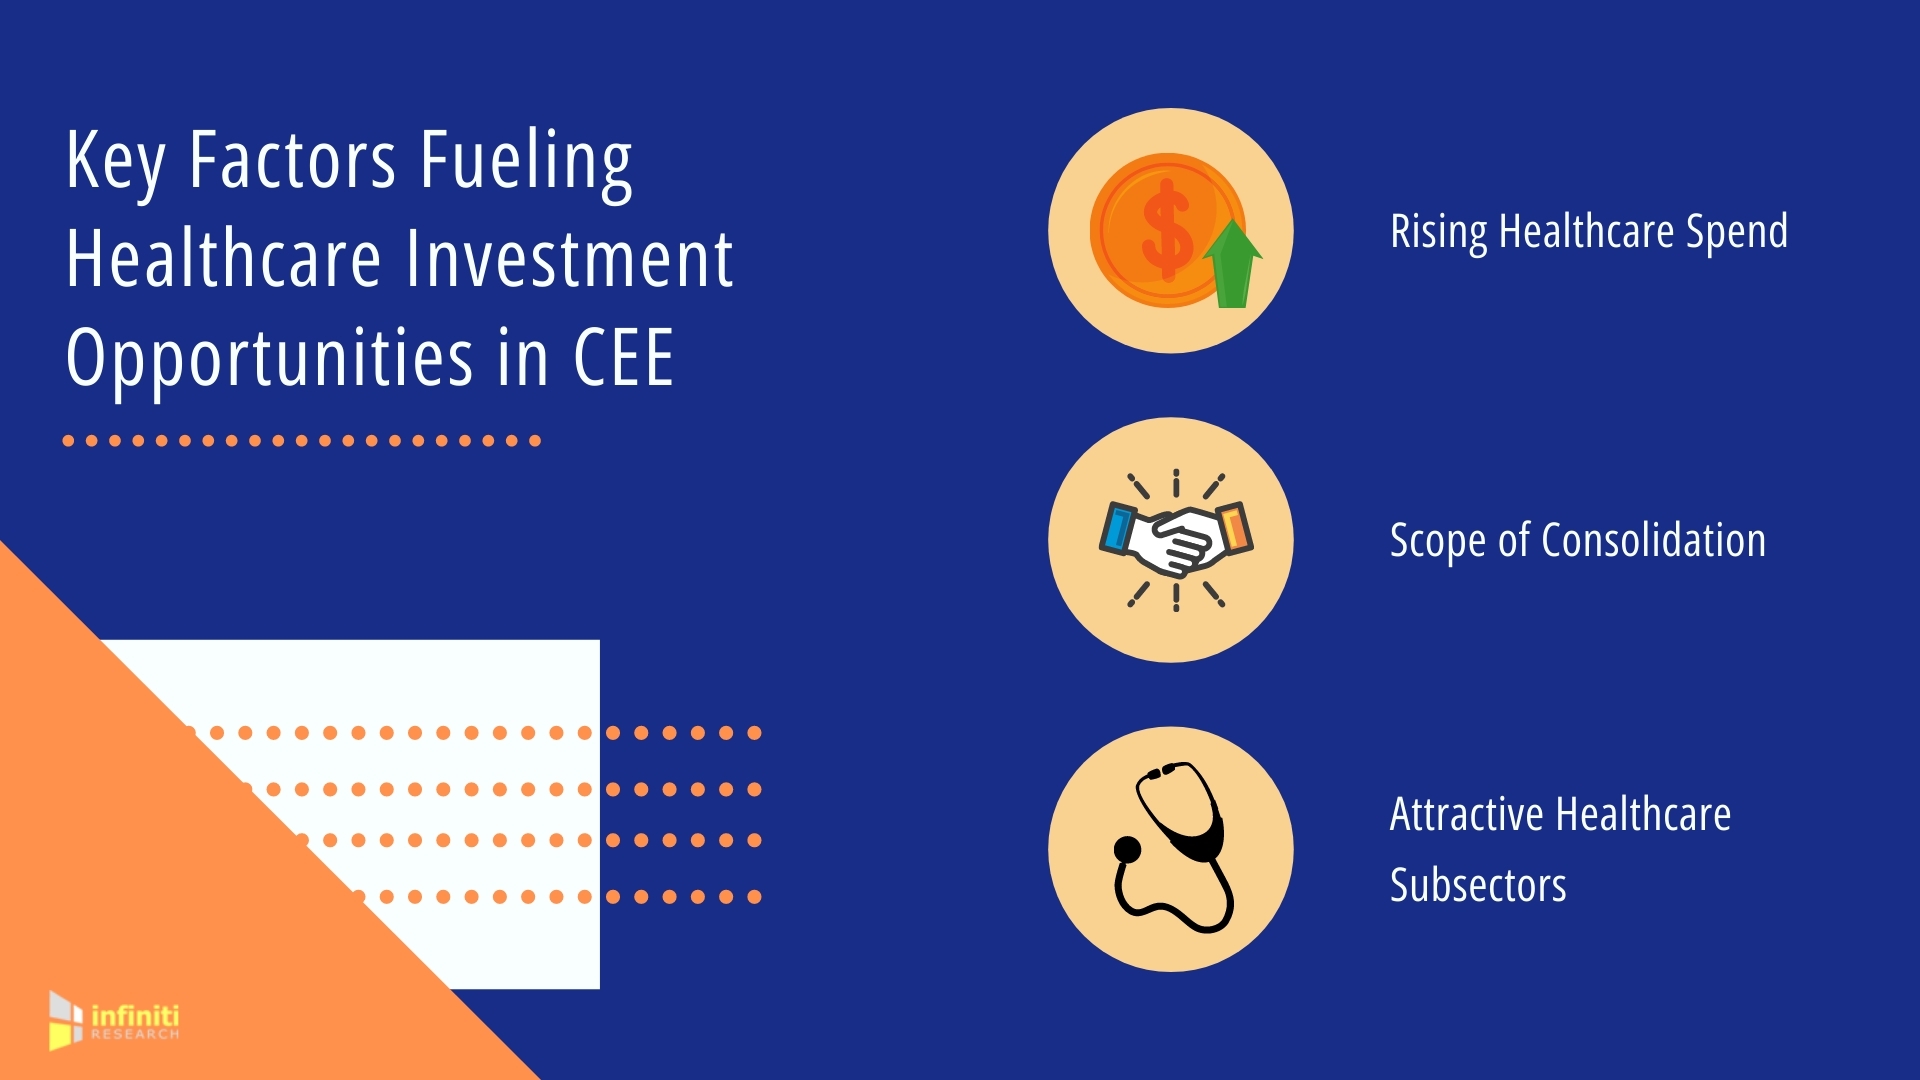 Key Factors Fueling
Healthcare Investment
Opportunities in CEE
Rising Healthcare Spend
Scope of Consolidation
Attractive Healthcare
Subsectors
infiniti
RESEARCH